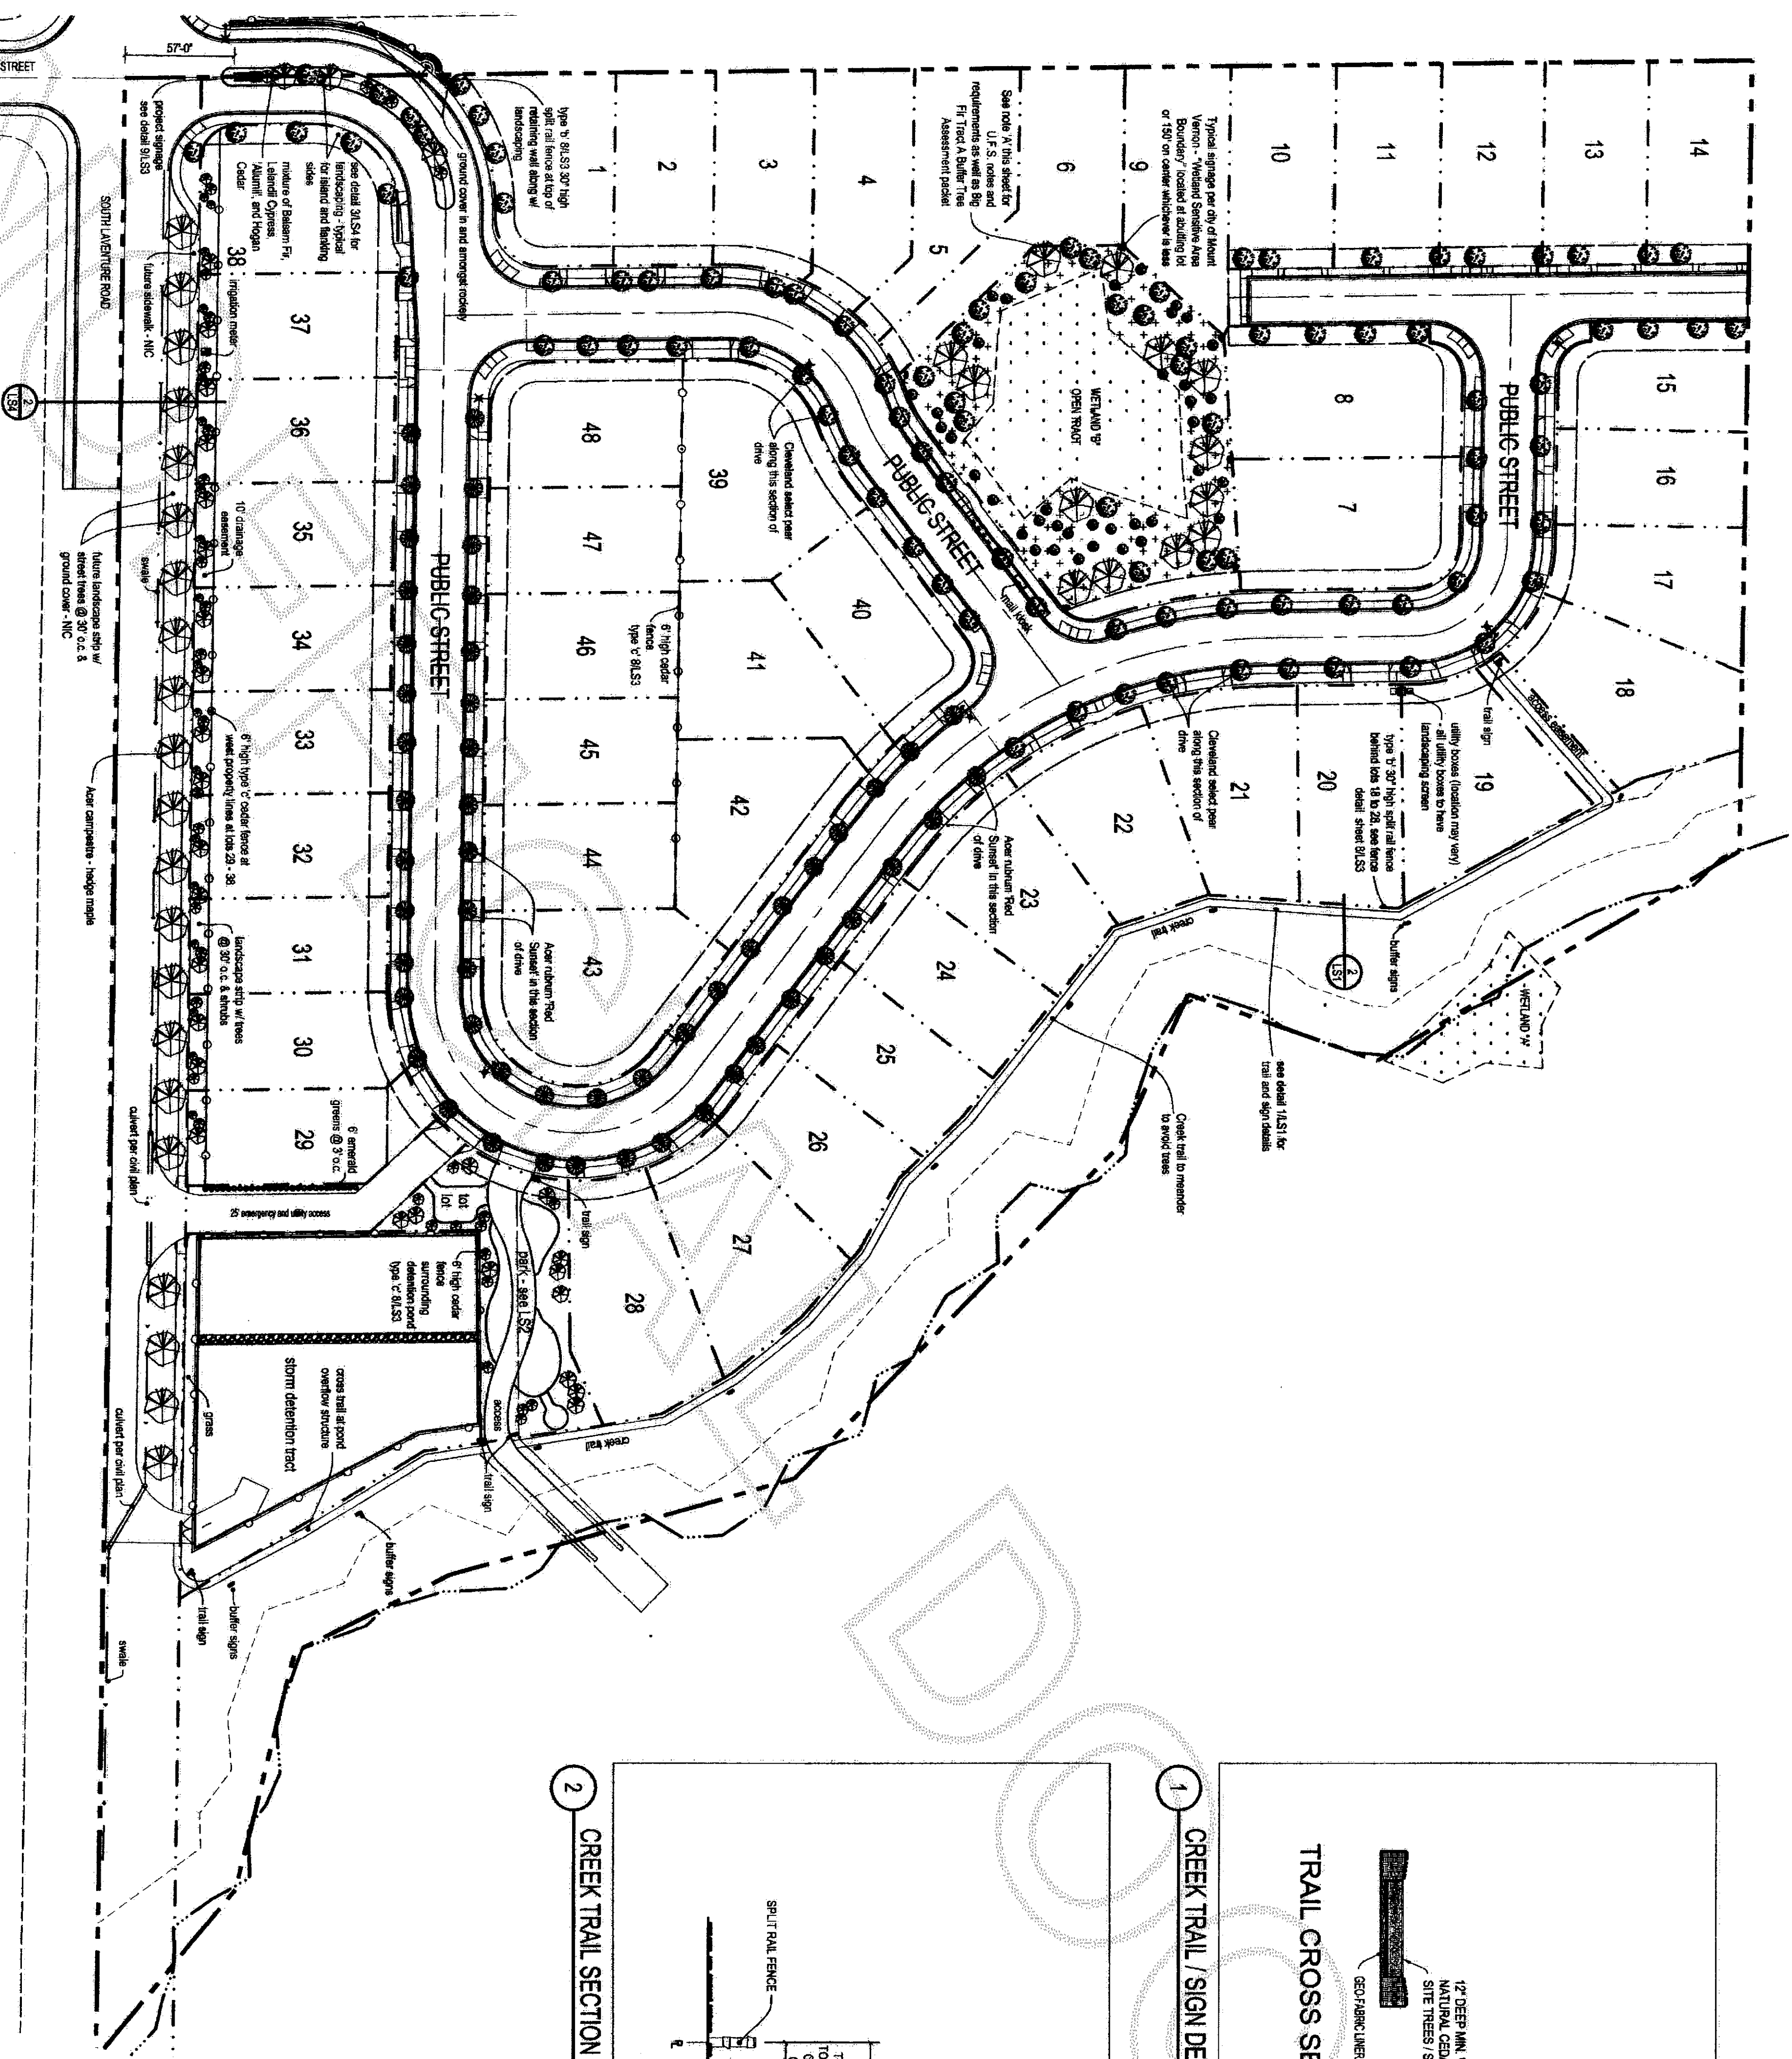 STREET
57'-0"
project signage
see detail 9/LS3
SOUTH LAVENTURE ROAD
see detail 3/LS4 for
landscaping - typical
for island and flanking
sides
mixture of Balsam Fir,
Leland Cypress,
'Allumii', and Hogan
Cedar
type 'b' 8/LS3 30" high
split rail fence at top of
retaining wall along w/
landscaping
ground cover in and amongst rockery
See note 'A' this sheet for
U.F.S. notes and
requirements as well as Big
Fir Tract A Buffer Tree
Assessment packet
Typical signage per city of Mount
Vernon - "Wetland Sensitive Area
Boundary" located at abutting lot
or 150' on center whichever is less
1
2
3
4
5
6
9
10
11
12
13
14
15
16
17
18
8
7
PUBLIC STREET
WETLAND "B"
OPEN TRACT
PUBLIC STREET
mail kiosk
Cleveland select pear
along this section of
drive
38
irrigation meter
future sidewalk - NIC
37
36
35
34
33
32
31
30
29
2
LS4
10' drainage
easement
swale
future landscape strip w/
street trees @ 30' o.c. &
ground cover - NIC
PUBLIC STREET
48
47
46
45
44
43
39
40
41
42
6' high cedar
fence
type 'c' 8/LS3
6' high type 'c' cedar fence at
west property lines at lots 29 - 38
Acer campestre - hedge maple
landscape strip w/ trees
@ 30' o.c. & shrubs
Acer rubrum 'Red
Sunset' in this section
of drive
Acer rubrum 'Red
Sunset' in this section
of drive
Cleveland select pear
along this section of
drive
trail sign
access easement
utility boxes (location may vary)
- all utility boxes to have
landscaping screen
type 'b' 30" high split rail fence
behind lots 18 to 28, see fence
detail sheet 8/LS3
19
20
21
22
23
24
25
26
27
28
creek trail
2
LS1
buffer signs
WETLAND "A"
see detail 1/LS1 for
trail and sign details
Creek trail to meander
to avoid trees
6' emerald
greens @ 3' o.c.
culvert per civil plan
25' emergency and utility access
tot
lot
trail sign
park - see LS2
6' high cedar
fence
surrounding
detention pond
type 'c' 8/LS3
access
creek trail
trail sign
cross trail at pond
overflow structure
storm detention tract
grass
culvert per civil plan
buffer signs
buffer signs
trail sign
swale
1
CREEK TRAIL / SIGN DE
TRAIL CROSS SE
12" DEEP MIN.
NATURAL CEDA
SITE TREES / S
GEO-FABRIC LINER
2
CREEK TRAIL SECTION
SPLIT RAIL FENCE